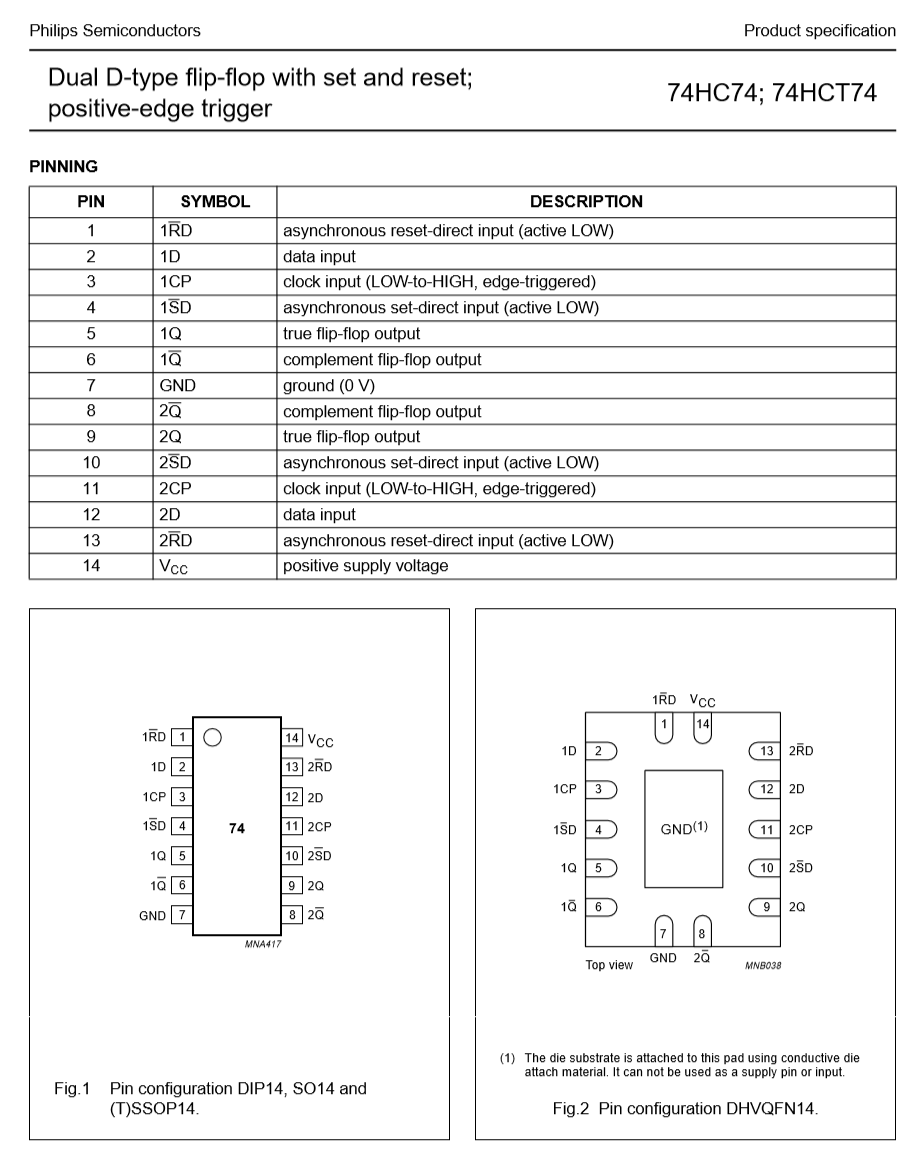 Philips Semiconductors Product specification
Dual D-type flip-flop with set and reset;
positive-edge trigger
74HC74; 74HCT74
PINNING
PIN SYMBOL DESCRIPTION
1 1R̅D asynchronous reset-direct input (active LOW)
2 1D data input
3 1CP clock input (LOW-to-HIGH, edge-triggered)
4 1S̅D asynchronous set-direct input (active LOW)
5 1Q true flip-flop output
6 1Q̅ complement flip-flop output
7 GND ground (0 V)
8 2Q̅ complement flip-flop output
9 2Q true flip-flop output
10 2S̅D asynchronous set-direct input (active LOW)
11 2CP clock input (LOW-to-HIGH, edge-triggered)
12 2D data input
13 2R̅D asynchronous reset-direct input (active LOW)
14 VCC positive supply voltage
1R̅D 1 14 VCC
1D 2 13 2R̅D
1CP 3 12 2D
1S̅D 4 74 11 2CP
1Q 5 10 2S̅D
1Q̅ 6 9 2Q
GND 7 8 2Q̅
MNA417
Fig.1 Pin configuration DIP14, SO14 and
(T)SSOP14.
1R̅D VCC
1 14
1D 2 13 2R̅D
1CP 3 12 2D
1S̅D 4 GND(1) 11 2CP
1Q 5 10 2S̅D
1Q̅ 6 9 2Q
7 8
GND 2Q̅
Top view MNB038
(1) The die substrate is attached to this pad using conductive die
attach material. It can not be used as a supply pin or input.
Fig.2 Pin configuration DHVQFN14.